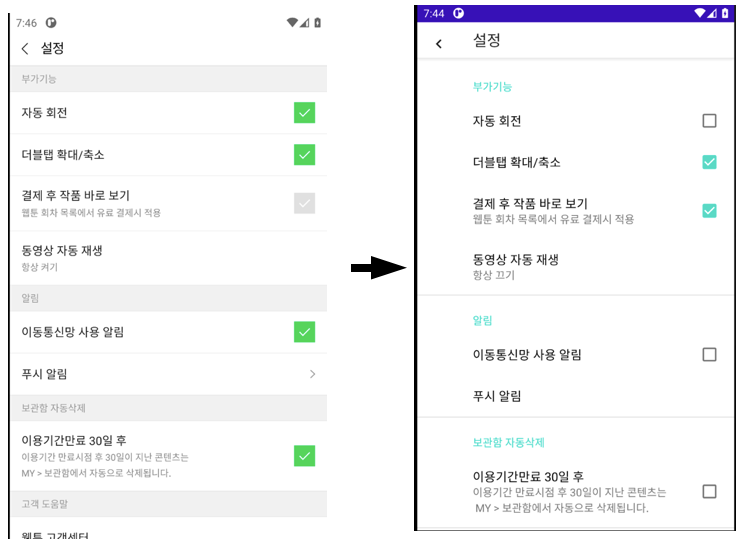 7:46
설정
부가기능
자동 회전
더블탭 확대/축소
결제 후 작품 바로 보기
웹툰 회차 목록에서 유료 결제시 적용
동영상 자동 재생
항상 켜기
알림
이동통신망 사용 알림
푸시 알림
보관함 자동삭제
이용기간만료 30일 후
이용기간 만료시점 후 30일이 지난 콘텐츠는
MY > 보관함에서 자동으로 삭제됩니다.
고객 도움말
웹툰 고객센터
7:44
설정
부가기능
자동 회전
더블탭 확대/축소
결제 후 작품 바로 보기
웹툰 회차 목록에서 유료 결제시 적용
동영상 자동 재생
항상 끄기
알림
이동통신망 사용 알림
푸시 알림
보관함 자동삭제
이용기간만료 30일 후
이용기간 만료시점 후 30일이 지난 콘텐츠는
MY > 보관함에서 자동으로 삭제됩니다.